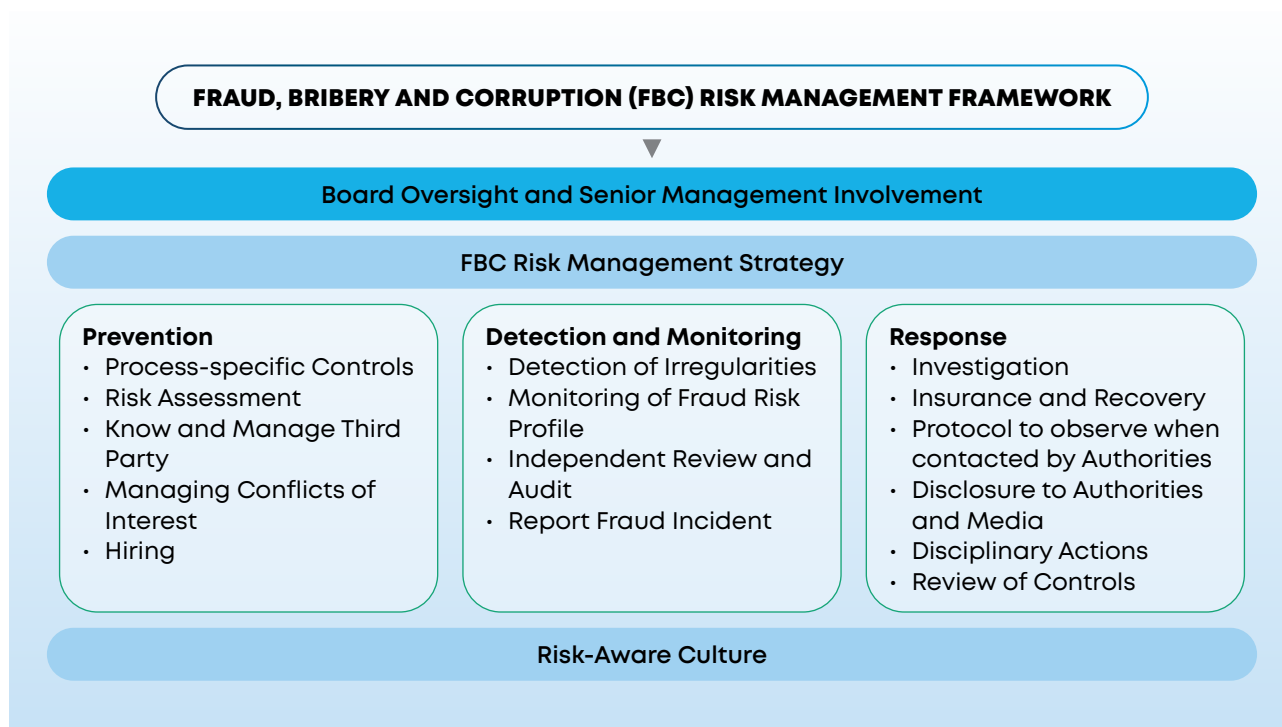 FRAUD, BRIBERY AND CORRUPTION (FBC) RISK MANAGEMENT FRAMEWORK
Board Oversight and Senior Management Involvement
FBC Risk Management Strategy
Prevention
• Process-specific Controls
• Risk Assessment
• Know and Manage Third
Party
• Managing Conflicts of
Interest
• Hiring
Detection and Monitoring
• Detection of Irregularities
• Monitoring of Fraud Risk
Profile
• Independent Review and
Audit
• Report Fraud Incident
Response
• Investigation
• Insurance and Recovery
• Protocol to observe when
contacted by Authorities
• Disclosure to Authorities
and Media
• Disciplinary Actions
• Review of Controls
Risk-Aware Culture